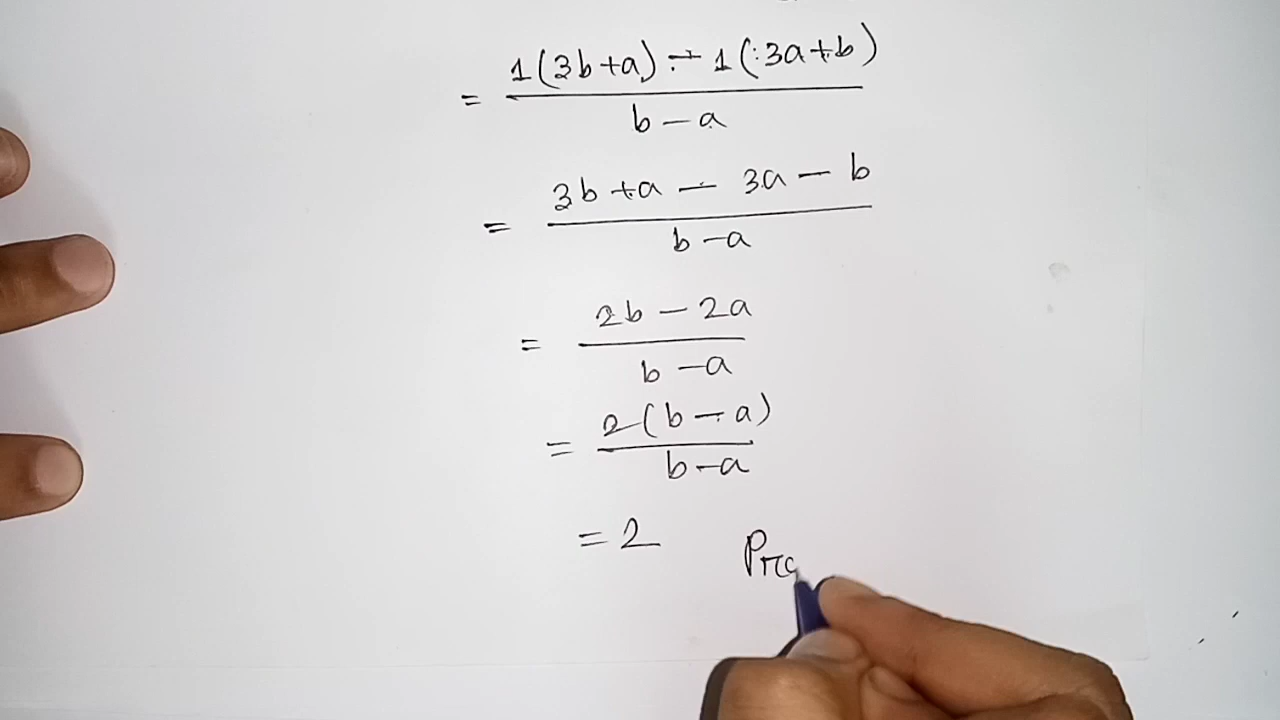 = 1(3b+a) - 1(3a+b) / b-a
= 3b+a - 3a - b / b-a
= 2b - 2a / b-a
= 2(b-a) / b-a
= 2